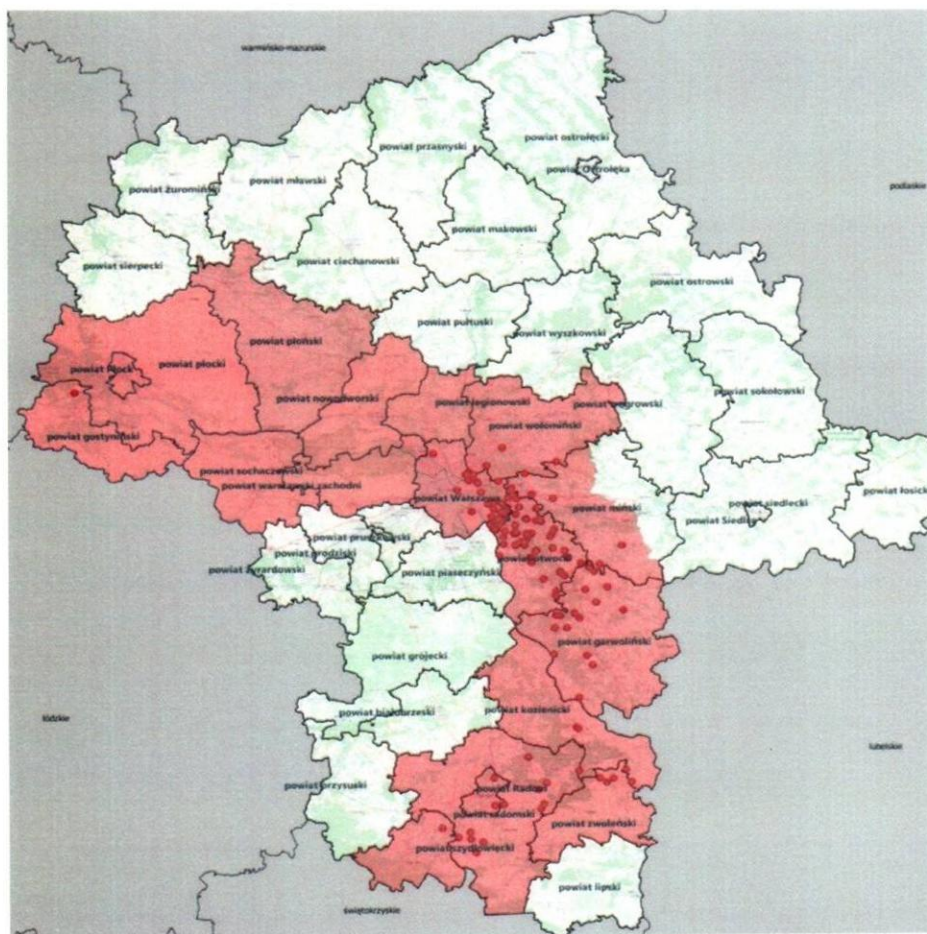 warmińsko-mazurskie
powiat ostrołęcki
powiat przasnyski
powiat Ostrołęka
powiat żuromiński
powiat mławski
podlaskie
powiat makowski
powiat sierpecki
powiat ciechanowski
powiat ostrowski
powiat pułtuski
powiat wyszkowski
powiat płoński
powiat Płock
powiat płocki
powiat sokołowski
powiat nowodworski
powiat legionowski
powiat węgrowski
powiat wołomiński
powiat gostyniński
powiat sochaczewski
powiat warszawski zachodni
powiat Warszawa
powiat łosicki
powiat siedlecki
powiat miński
powiat Siedlce
powiat pruszkowski
powiat grodziski
powiat otwocki
powiat żyrardowski
powiat piaseczyński
powiat garwoliński
powiat grójecki
powiat kozienicki
powiat białobrzeski
łódzkie
lubelskie
powiat przysuski
powiat Radom
powiat radomski
powiat zwoleński
powiat szydłowiecki
powiat lipski
świętokrzyskie